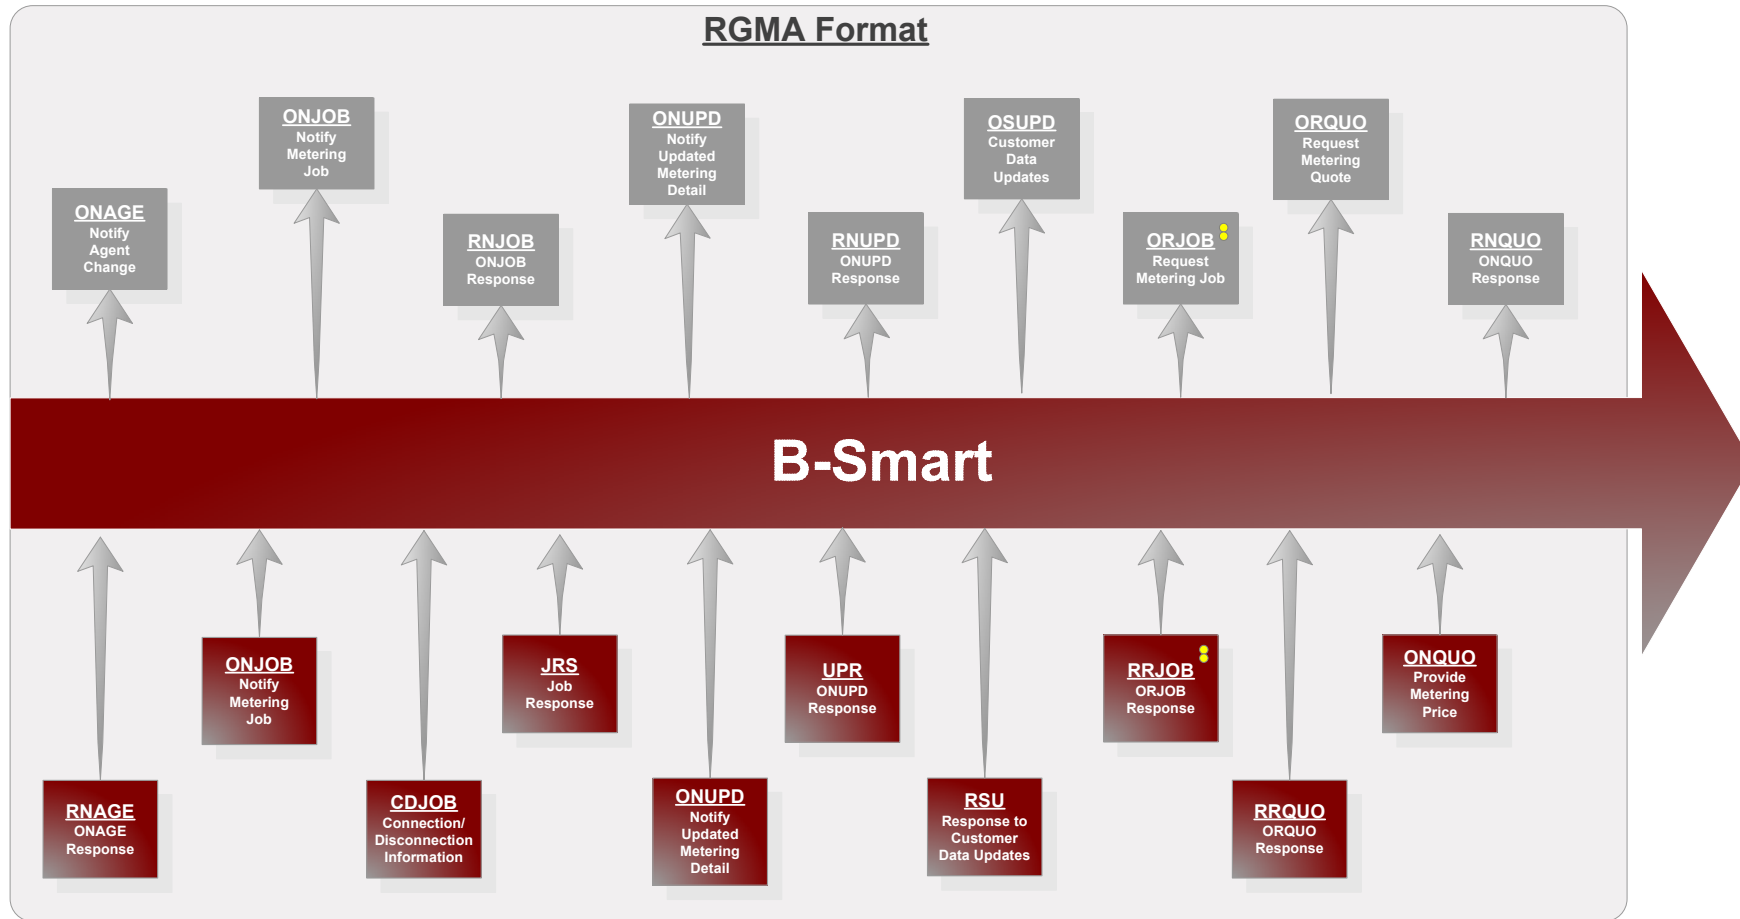 RGMA Format
ONAGE
Notify
Agent
Change
ONJOB
Notify
Metering
Job
RNJOB
ONJOB
Response
ONUPD
Notify
Updated
Metering
Detail
RNUPD
ONUPD
Response
OSUPD
Customer
Data
Updates
ORJOB
Request
Metering Job
ORQUO
Request
Metering
Quote
RNQUO
ONQUO
Response
B-Smart
RNAGE
ONAGE
Response
ONJOB
Notify
Metering
Job
CDJOB
Connection/
Disconnection
Information
JRS
Job
Response
ONUPD
Notify
Updated
Metering
Detail
UPR
ONUPD
Response
RSU
Response to
Customer
Data Updates
RRJOB
ORJOB
Response
RRQUO
ORQUO
Response
ONQUO
Provide
Metering
Price